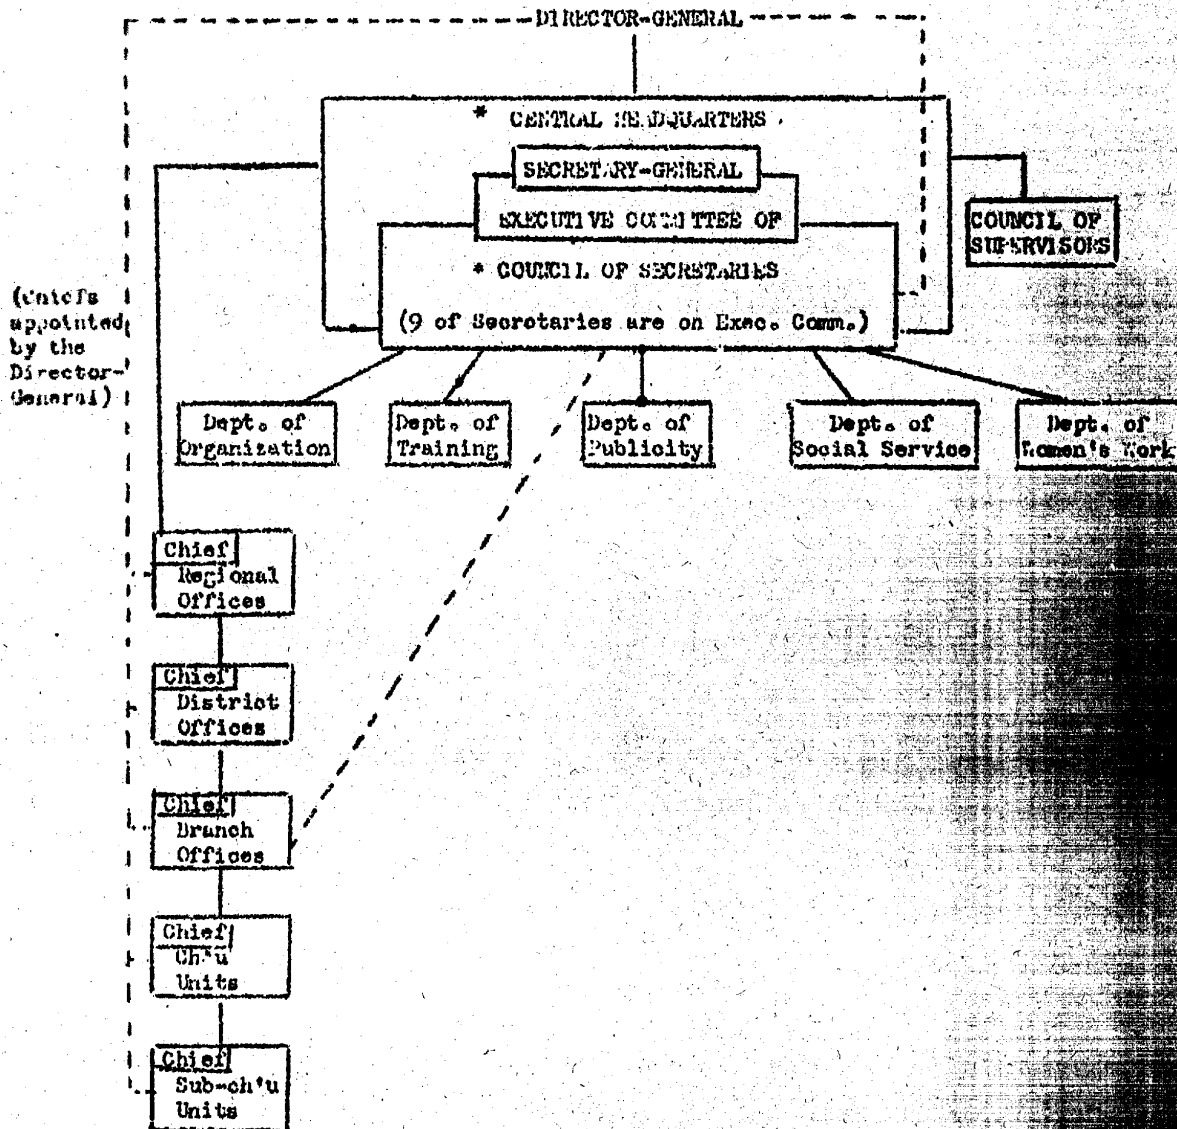 DIRECTOR-GENERAL
* CENTRAL HEADQUARTERS
SECRETARY-GENERAL
EXECUTIVE COMMITTEE OF
COUNCIL OF
SUPERVISORS
* COUNCIL OF SECRETARIES
(9 of Secretaries are on Exec. Comm.)
(Chiefs
appointed
by the
Director-
General)
Dept. of
Organization
Dept. of
Training
Dept. of
Publicity
Dept. of
Social Service
Dept. of
Women's Work
Chief
Regional
Offices
Chief
District
Offices
Chief
Branch
Offices
Chief
Ch'u
Units
Chief
Sub-ch'u
Units